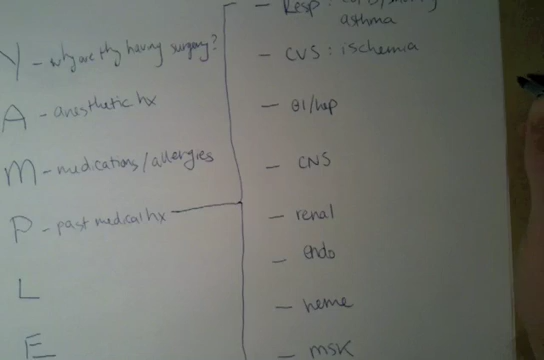 Y - why are they having surgery?
A - anesthetic hx
M - medications/allergies
P - past medical hx
L
E
- Resp :
asthma
- CVS : ischemia
- GI/hep
- CNS
- renal
- endo
- heme
- MSK